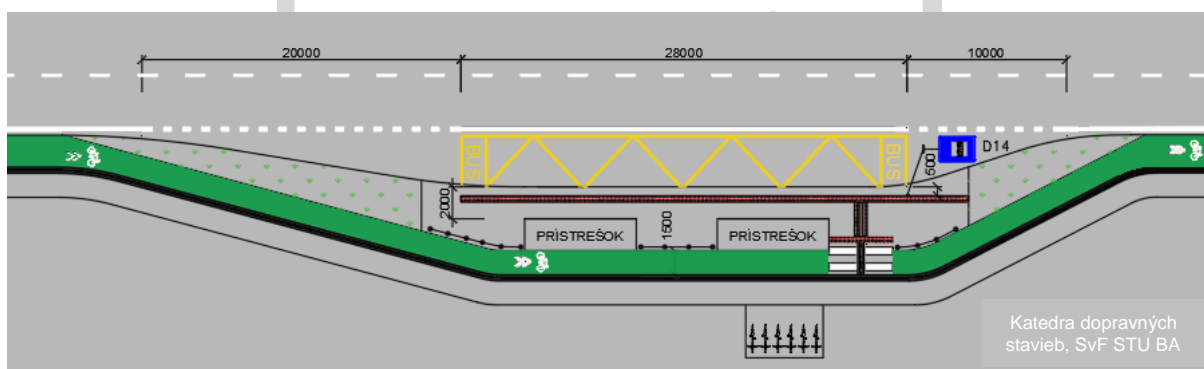 20000
28000
10000
BUS
BUS
D14
500
2000
PRÍSTREŠOK
1500
PRÍSTREŠOK
Katedra dopravných
stavieb, SvF STU BA